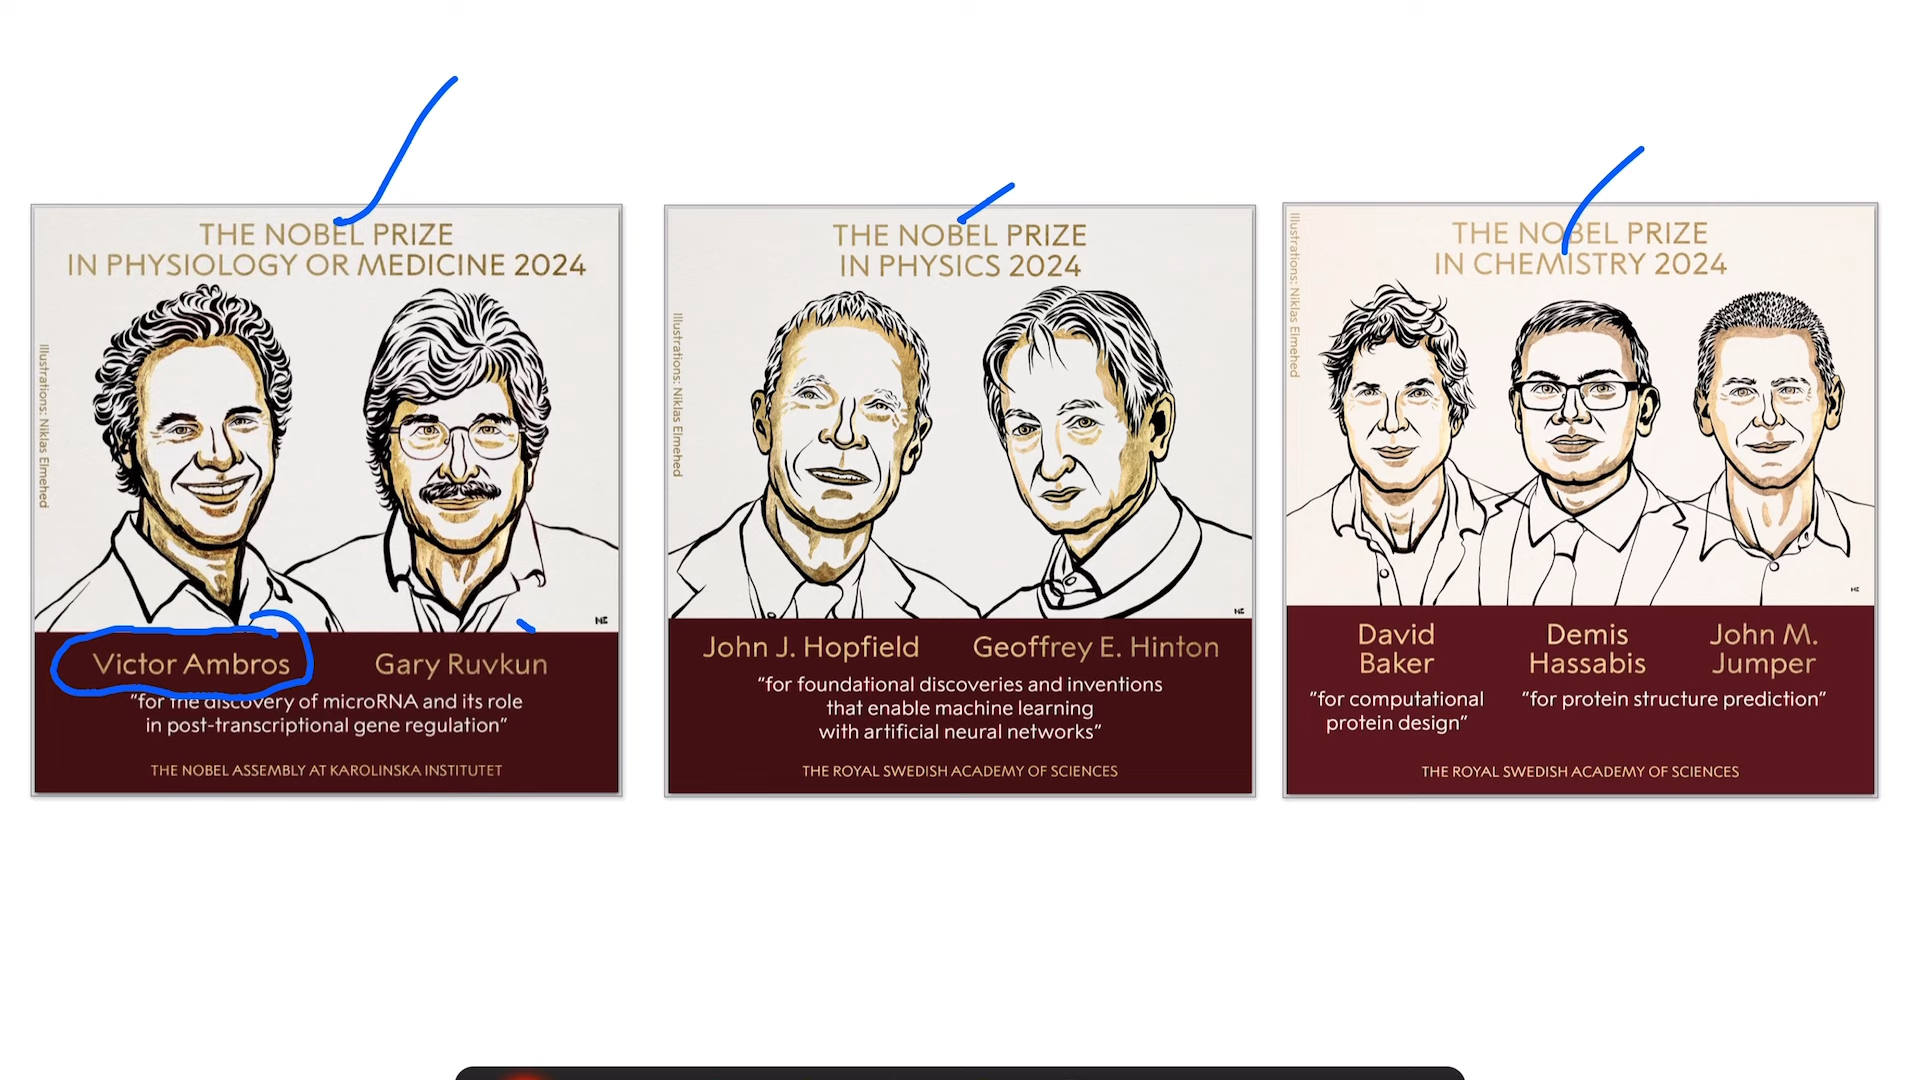 THE NOBEL PRIZE
IN PHYSIOLOGY OR MEDICINE 2024
Illustrations: Niklas Elmehed
Victor Ambros
Gary Ruvkun
"for the discovery of microRNA and its role
in post-transcriptional gene regulation"
THE NOBEL ASSEMBLY AT KAROLINSKA INSTITUTET
THE NOBEL PRIZE
IN PHYSICS 2024
Illustrations: Niklas Elmehed
John J. Hopfield
Geoffrey E. Hinton
"for foundational discoveries and inventions
that enable machine learning
with artificial neural networks"
THE ROYAL SWEDISH ACADEMY OF SCIENCES
THE NOBEL PRIZE
IN CHEMISTRY 2024
Illustrations: Niklas Elmehed
David
Baker
Demis
Hassabis
John M.
Jumper
"for computational
protein design"
"for protein structure prediction"
THE ROYAL SWEDISH ACADEMY OF SCIENCES